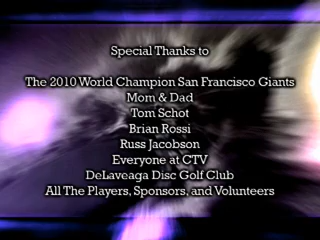 Special Thanks to
The 2010 World Champion San Francisco Giants
Mom & Dad
Tom Schot
Brian Rossi
Russ Jacobson
Everyone at CTV
DeLaveaga Disc Golf Club
All The Players, Sponsors, and Volunteers